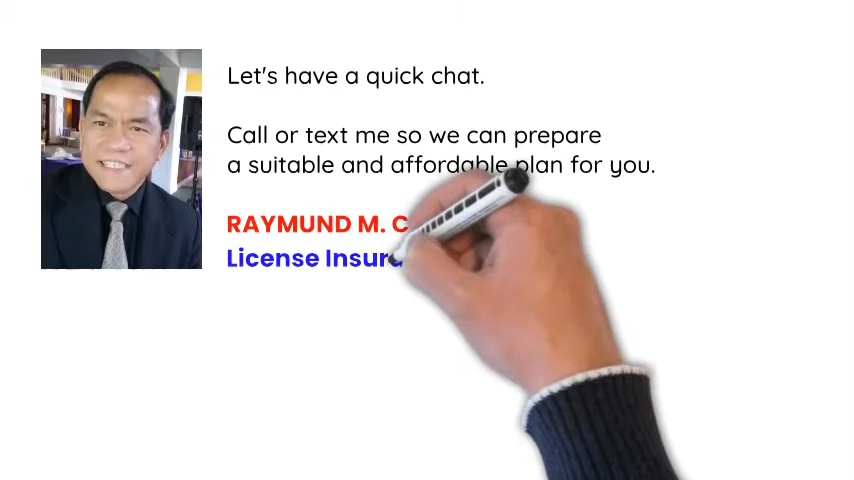 Let's have a quick chat.
Call or text me so we can prepare
a suitable and affordable plan for you.
RAYMUND M. C
License